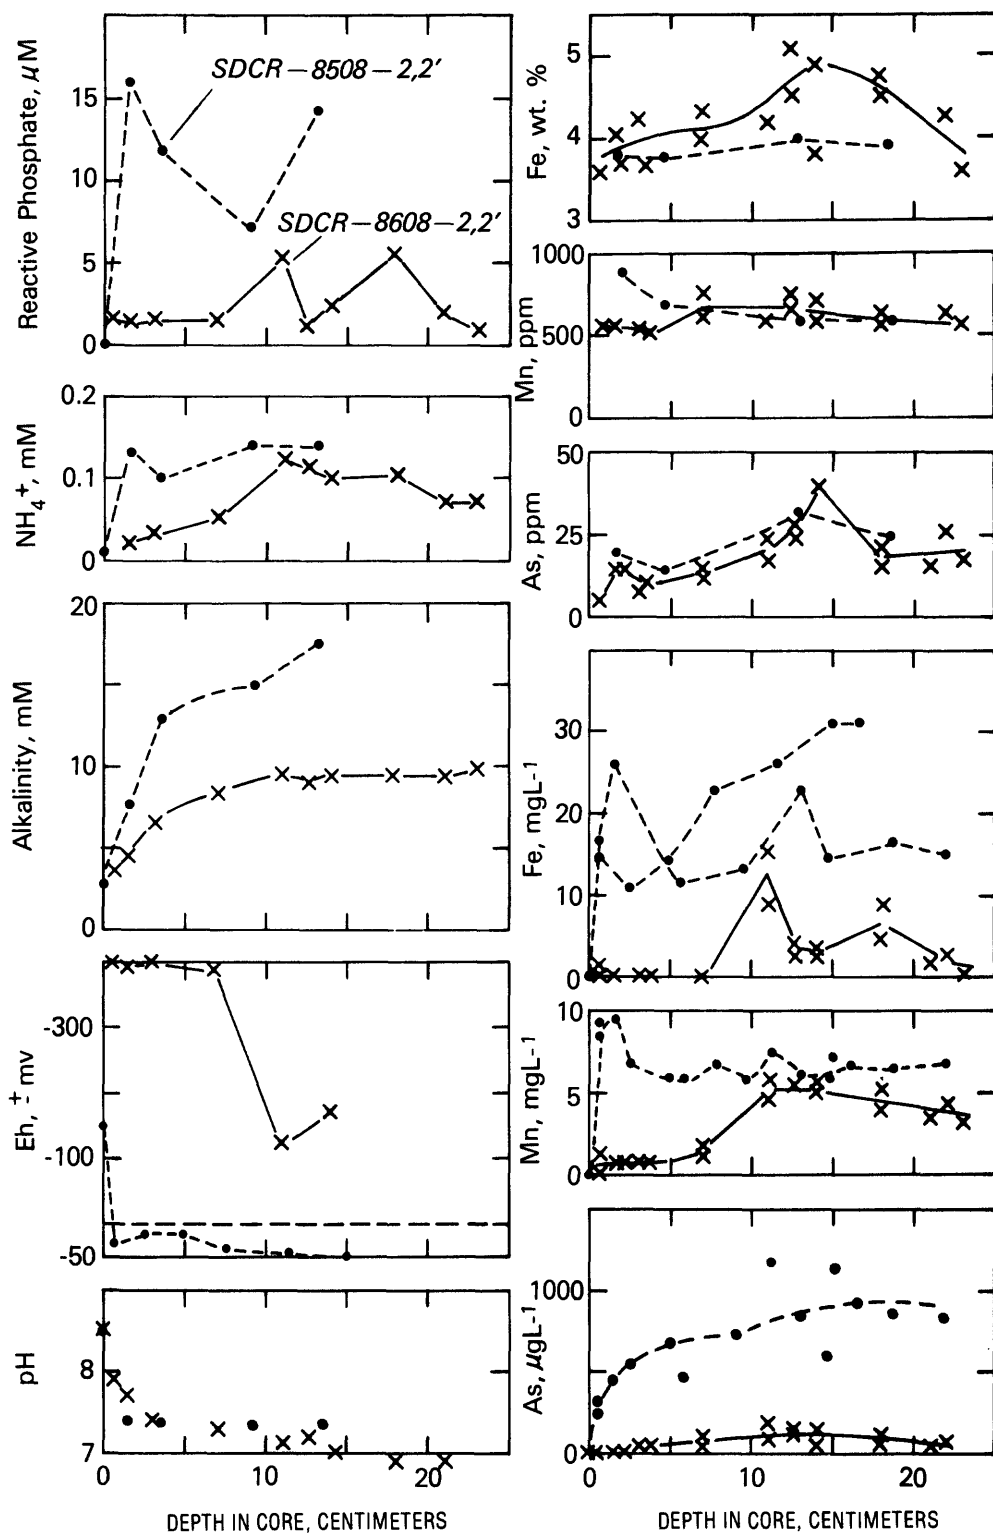 Reactive Phosphate, µM
15
10
5
0
SDCR–8508–2,2′
SDCR–8608–2,2′
NH4+, mM
0.2
0.1
0
Alkalinity, mM
20
10
0
Eh, ± mv
-300
-100
-50
pH
8
7
0
10
20
DEPTH IN CORE, CENTIMETERS
Fe, wt. %
5
4
3
Mn, ppm
1000
500
0
As, ppm
50
25
0
Fe, mgL-1
30
20
10
0
Mn, mgL-1
10
5
0
As, µgL-1
1000
0
0
10
20
DEPTH IN CORE, CENTIMETERS